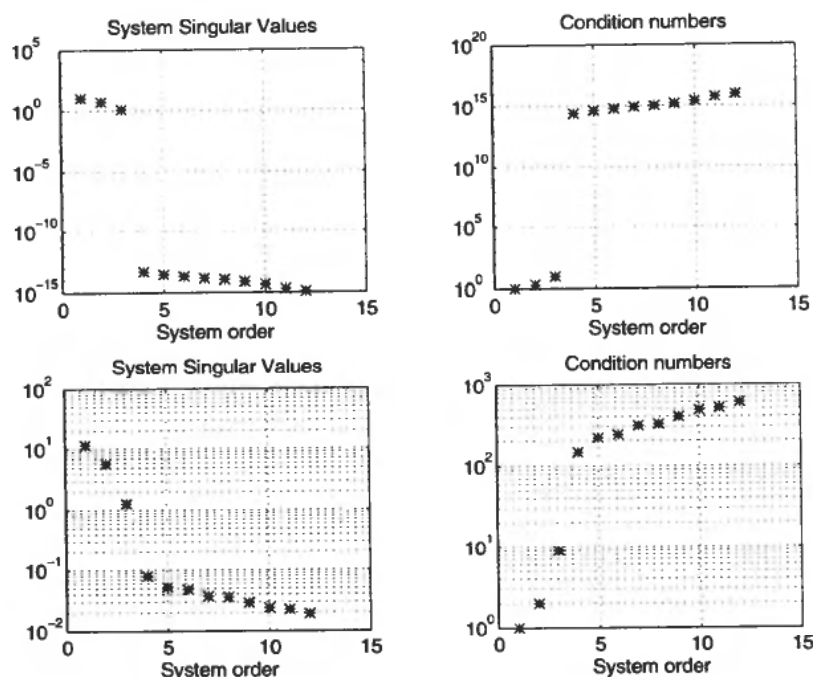 System Singular Values
10^5
10^0
10^-5
10^-10
10^-15
0 5 10 15
System order
Condition numbers
10^20
10^15
10^10
10^5
10^0
0 5 10 15
System order
System Singular Values
10^2
10^1
10^0
10^-1
10^-2
0 5 10 15
System order
Condition numbers
10^3
10^2
10^1
10^0
0 5 10 15
System order